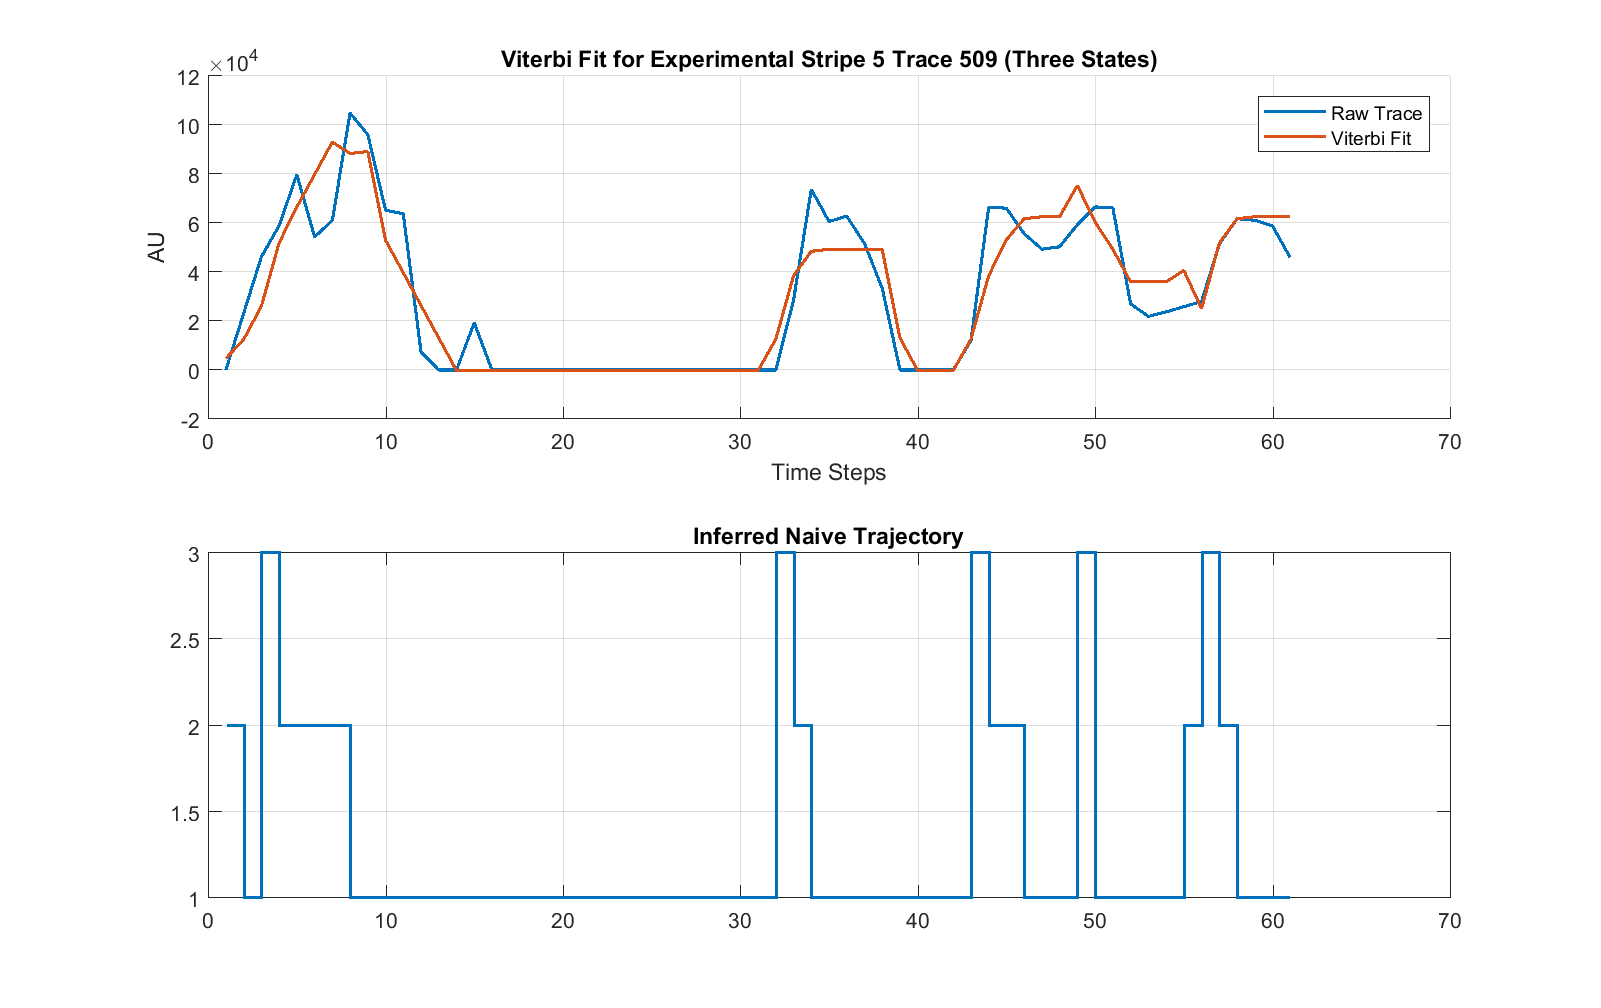 Viterbi Fit for Experimental Stripe 5 Trace 509 (Three States)
×10⁴
12
10
8
6
4
2
0
-2
AU
Raw Trace
Viterbi Fit
0 10 20 30 40 50 60 70
Time Steps
Inferred Naive Trajectory
3
2.5
2
1.5
1
0 10 20 30 40 50 60 70